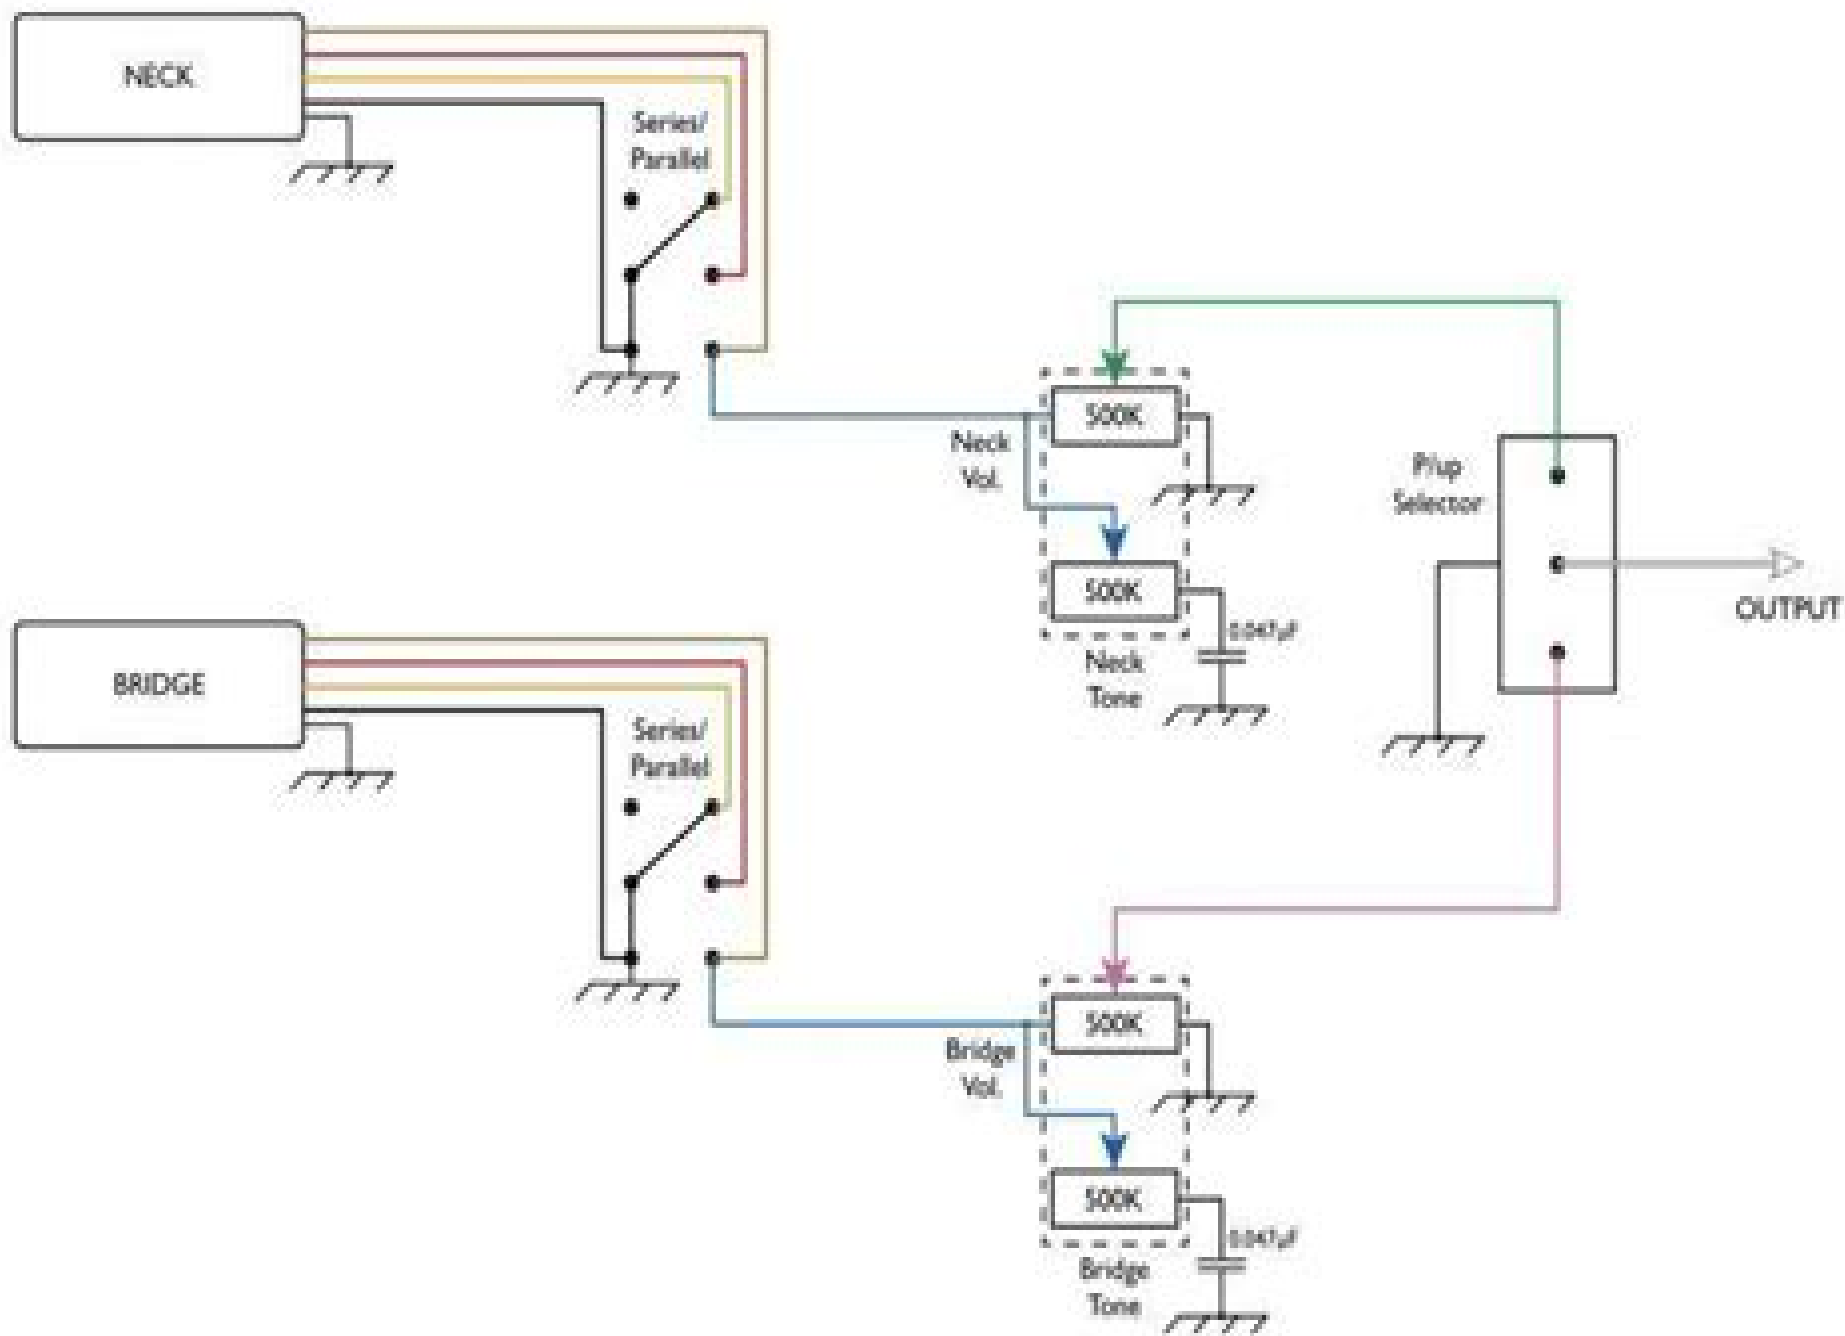 NECK
Series/
Parallel
500K
Neck
Vol.
P/up
Selector
500K
OUTPUT
0.047µF
Neck
Tone
BRIDGE
Series/
Parallel
500K
Bridge
Vol.
500K
0.047µF
Bridge
Tone